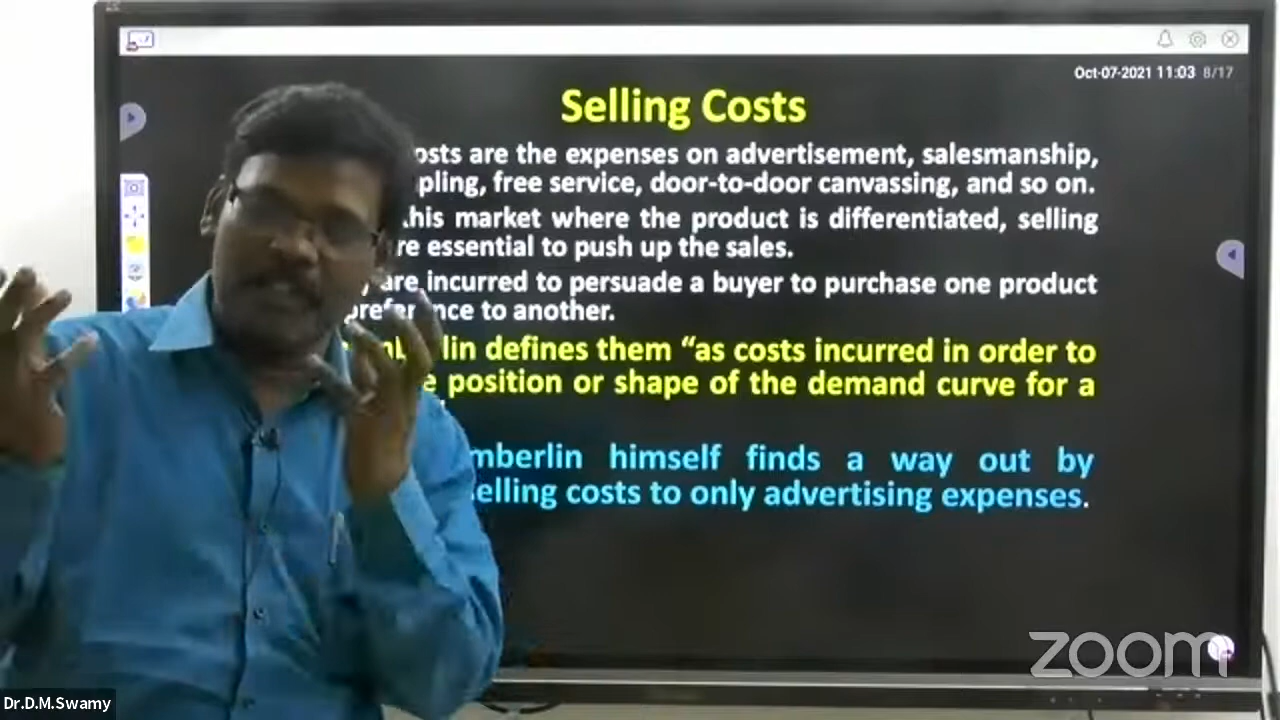 Oct-07-2021 11:03 8/17
Selling Costs
osts are the expenses on advertisement, salesmanship,
pling, free service, door-to-door canvassing, and so on.
this market where the product is differentiated, selling
re essential to push up the sales.
are incurred to persuade a buyer to purchase one product
to another.
lin defines them “as costs incurred in order to
position or shape of the demand curve for a
mberlin himself finds a way out by
elling costs to only advertising expenses.
zoom
Dr.D.M.Swamy